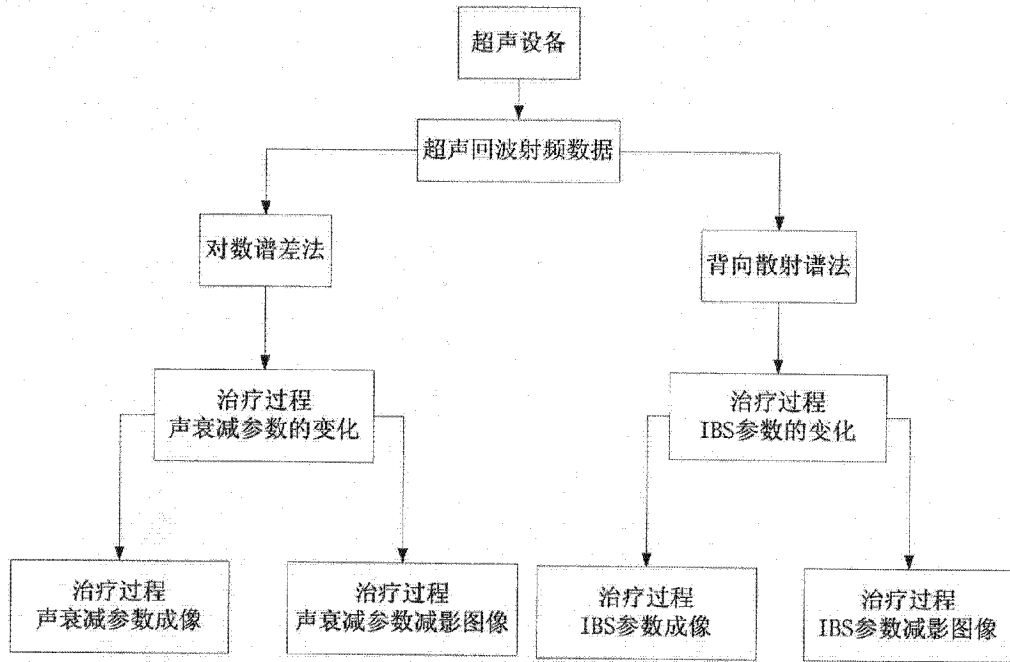 超声设备
超声回波射频数据
对数谱差法
背向散射谱法
治疗过程
声衰减参数的变化
治疗过程
IBS参数的变化
治疗过程
声衰减参数成像
治疗过程
声衰减参数减影图像
治疗过程
IBS参数成像
治疗过程
IBS参数减影图像